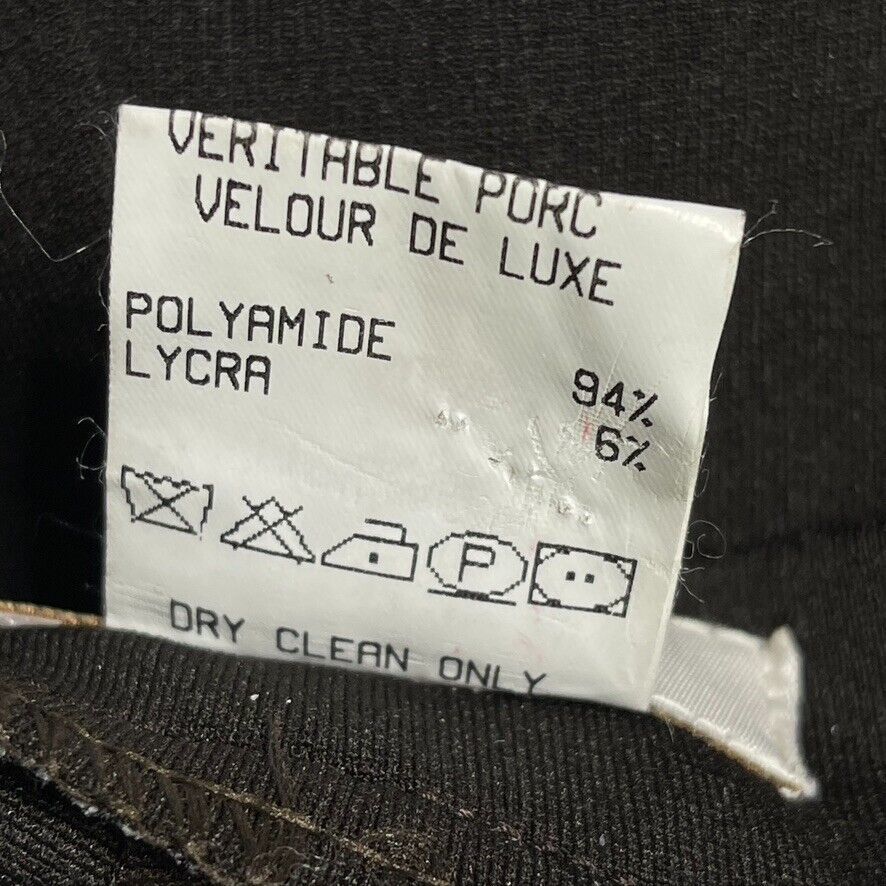 VERITABLE PORC
VELOUR DE LUXE
POLYAMIDE 94%
LYCRA 6%
P
DRY CLEAN ONLY